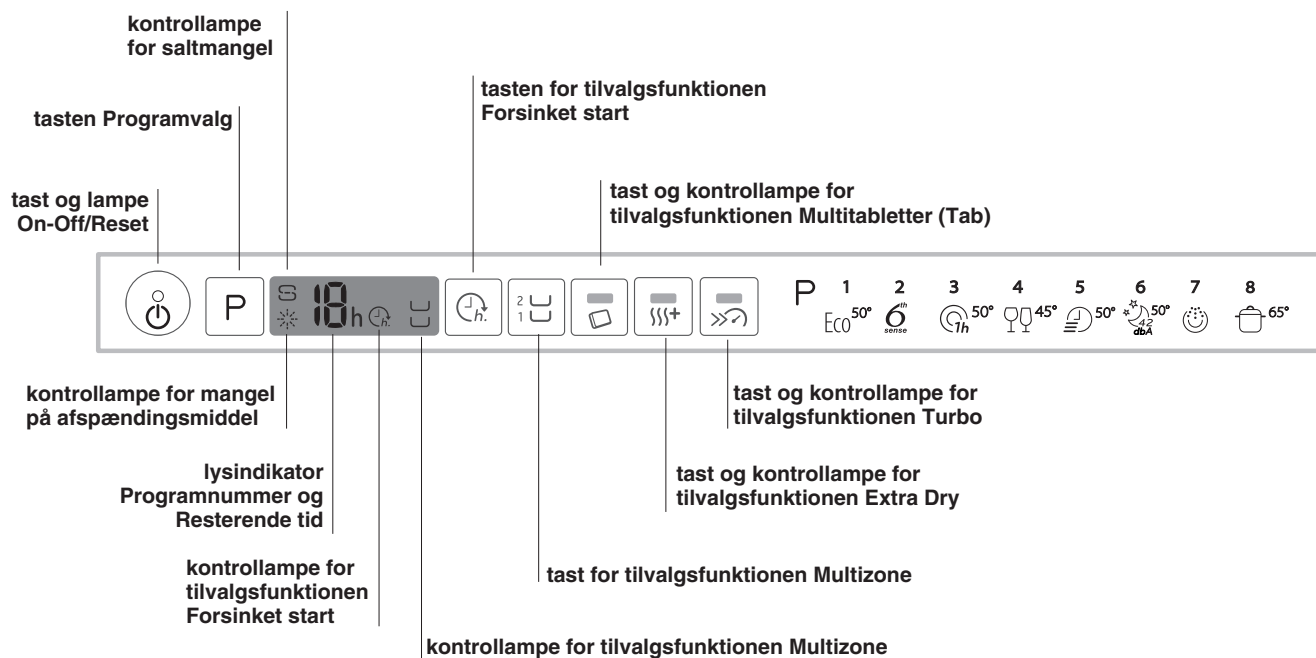 kontrollampe
for saltmangel
tasten Programvalg
tast og lampe
On-Off/Reset
tasten for tilvalgsfunktionen
Forsinket start
tast og kontrollampe for
tilvalgsfunktionen Multitabletter (Tab)
P
18h
h.
h.
2
1
P
1
Eco 50°
2
6th
sense
3
1h 50°
4
45°
5
50°
6
50°
42
dbA
7
8
65°
kontrollampe for mangel
på afspændingsmiddel
lysindikator
Programnummer og
Resterende tid
kontrollampe for
tilvalgsfunktionen
Forsinket start
kontrollampe for tilvalgsfunktionen Multizone
tast for tilvalgsfunktionen Multizone
tast og kontrollampe for
tilvalgsfunktionen Extra Dry
tast og kontrollampe for
tilvalgsfunktionen Turbo